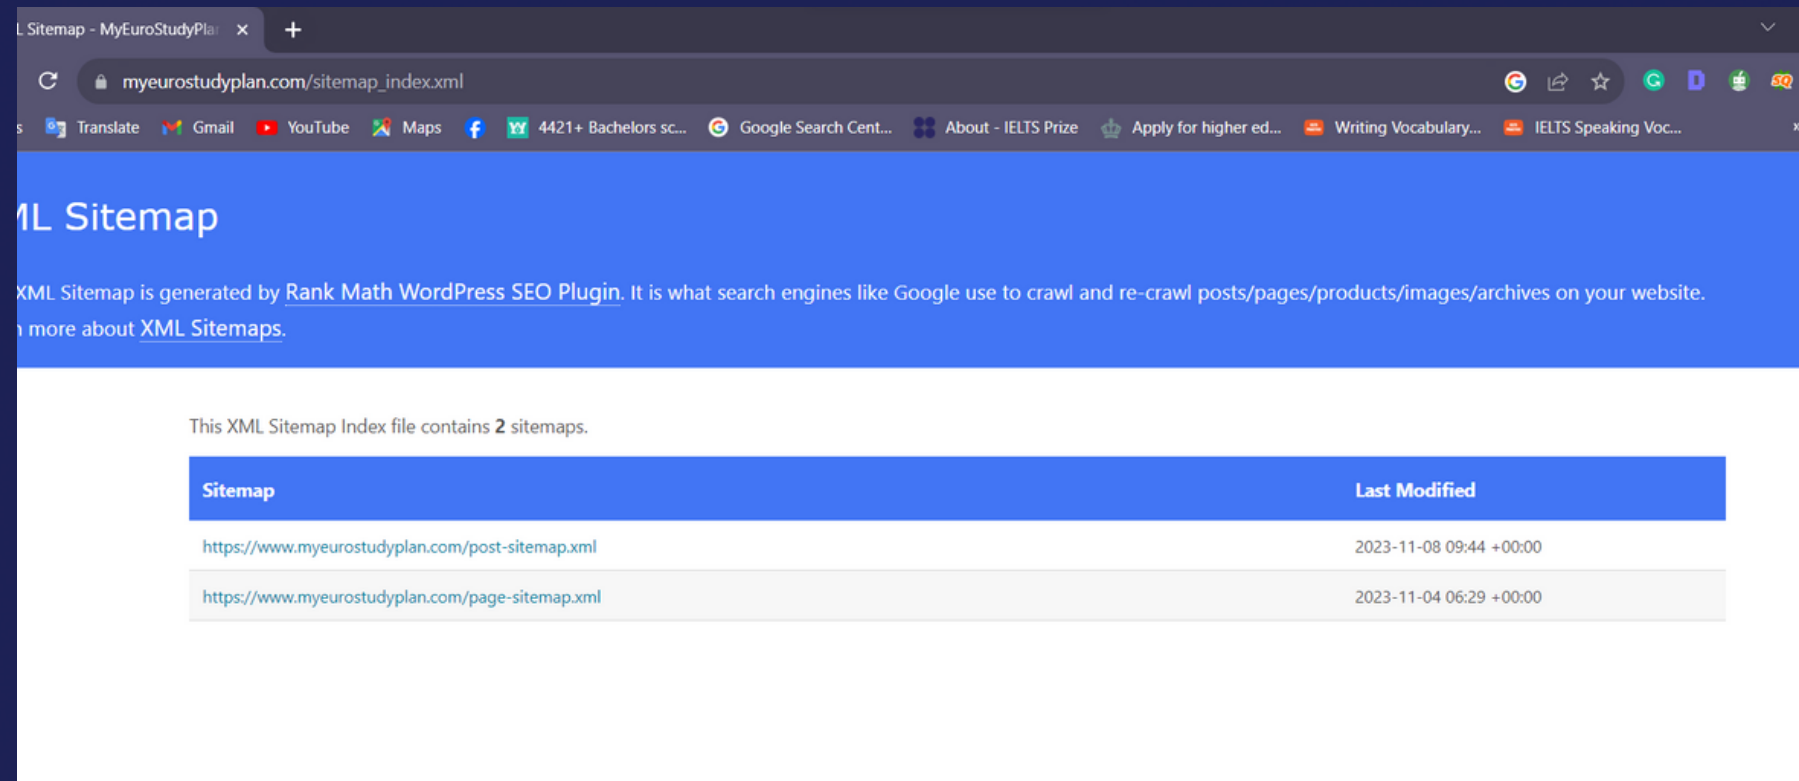 L Sitemap - MyEuroStudyPla
myeurostudyplan.com/sitemap_index.xml
s Translate Gmail YouTube Maps 4421+ Bachelors sc... Google Search Cent... About - IELTS Prize Apply for higher ed... Writing Vocabulary... IELTS Speaking Voc... »
ML Sitemap
XML Sitemap is generated by Rank Math WordPress SEO Plugin. It is what search engines like Google use to crawl and re-crawl posts/pages/products/images/archives on your website.
n more about XML Sitemaps.
This XML Sitemap Index file contains 2 sitemaps.
Sitemap Last Modified
https://www.myeurostudyplan.com/post-sitemap.xml 2023-11-08 09:44 +00:00
https://www.myeurostudyplan.com/page-sitemap.xml 2023-11-04 06:29 +00:00